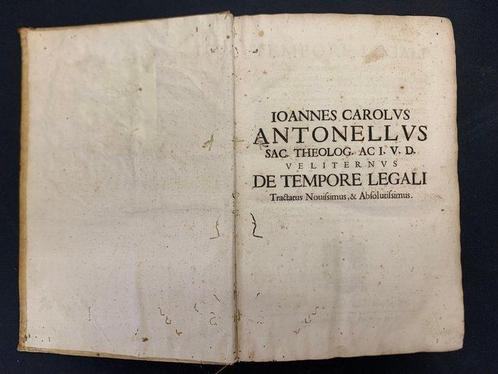 IOANNES CAROLVS
ANTONELLVS
SAC. THEOLOG. AC I. V. D.
VELITERNVS
DE TEMPORE LEGALI
Tractatus Nouissimus, & Absolutissimus.